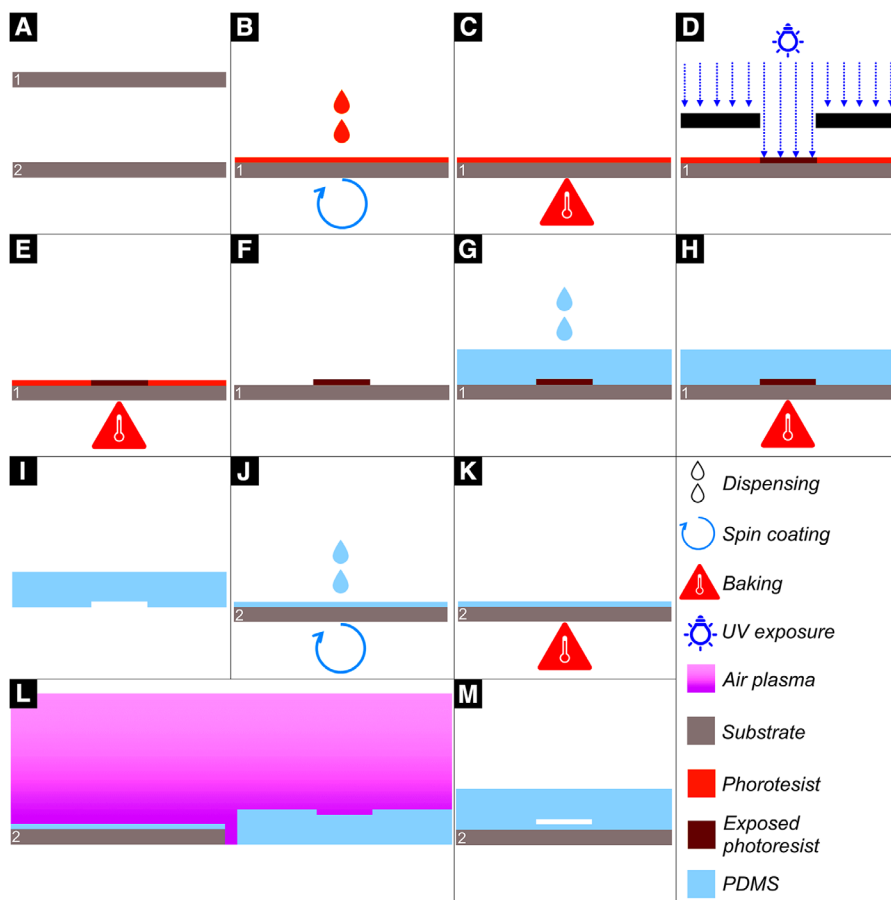 A B C D
1
2
1
1
1
E F G H
1
1
1
1
I J K
2
2
Dispensing
Spin coating
Baking
UV exposure
L M
Air plasma
Substrate
2
2
Phorotesist
Exposed
photoresist
PDMS